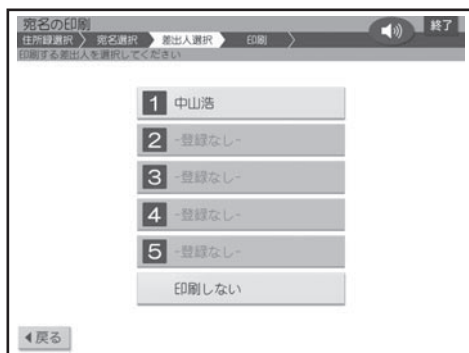 宛名の印刷
終了
住所録選択 〉 宛名選択 〉 差出人選択 〉 印刷 〉
印刷する差出人を選択してください
1 中山浩
2 -登録なし-
3 -登録なし-
4 -登録なし-
5 -登録なし-
印刷しない
◀戻る